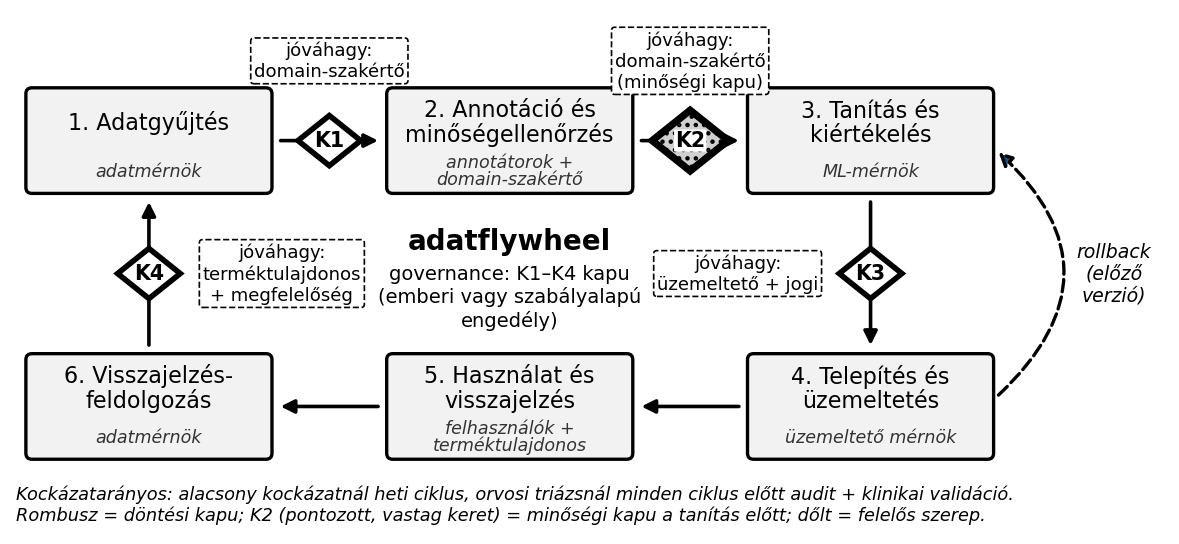 jóváhagy:
domain-szakértő
jóváhagy:
domain-szakértő
(minőségi kapu)
1. Adatgyűjtés
adatmérnök
K1
2. Annotáció és
minőségellenőrzés
annotátorok +
domain-szakértő
K2
3. Tanítás és
kiértékelés
ML-mérnök
K4
jóváhagy:
terméktulajdonos
+ megfelelőség
adatflywheel
governance: K1–K4 kapu
(emberi vagy szabályalapú
engedély)
jóváhagy:
üzemeltető + jogi
K3
rollback
(előző
verzió)
6. Visszajelzés-
feldolgozás
adatmérnök
5. Használat és
visszajelzés
felhasználók +
terméktulajdonos
4. Telepítés és
üzemeltetés
üzemeltető mérnök
Kockázatarányos: alacsony kockázatnál heti ciklus, orvosi triázsnál minden ciklus előtt audit + klinikai validáció.
Rombusz = döntési kapu; K2 (pontozott, vastag keret) = minőségi kapu a tanítás előtt; dőlt = felelős szerep.